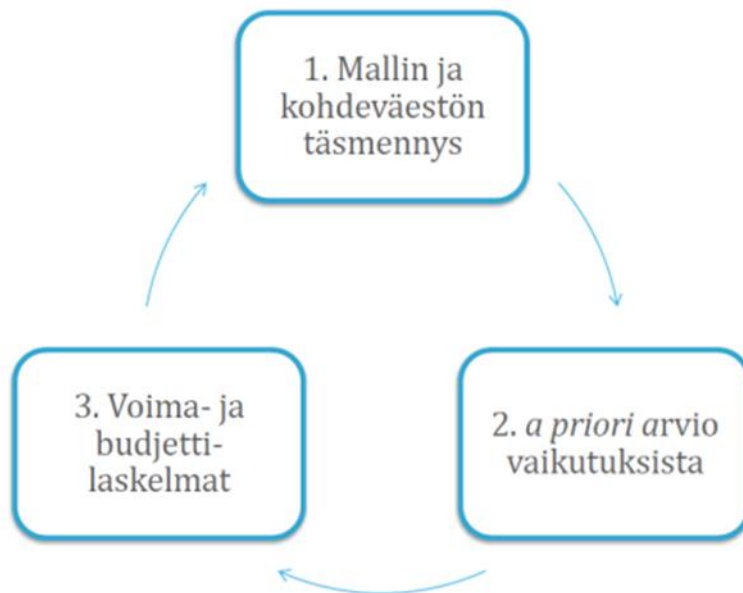 1. Mallin ja
kohdeväestön
täsmennys
2. a priori arvio
vaikutuksista
3. Voima- ja
budjetti-
laskelmat